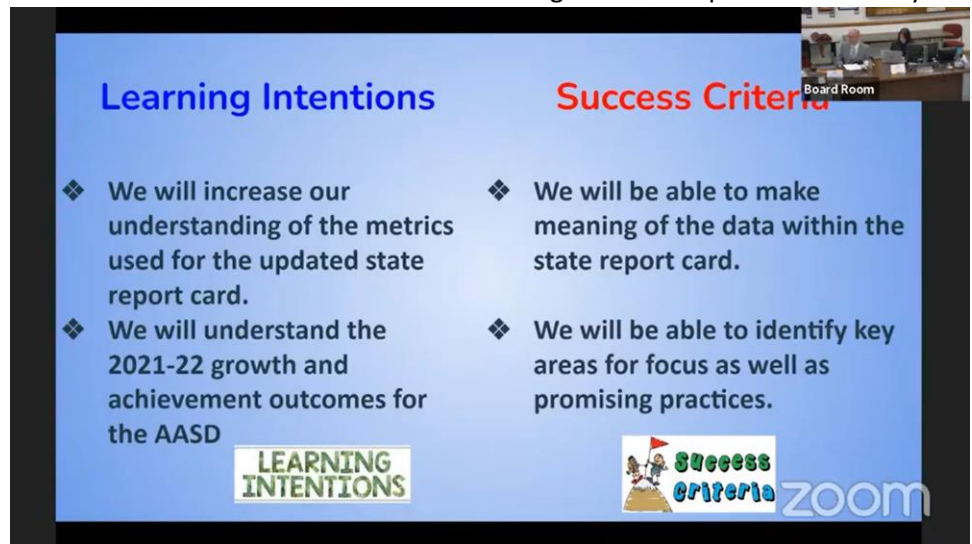 Learning Intentions
We will increase our
understanding of the metrics
used for the updated state
report card.
We will understand the
2021-22 growth and
achievement outcomes for
the AASD
LEARNING
INTENTIONS
Success Criteria
We will be able to make
meaning of the data within the
state report card.
We will be able to identify key
areas for focus as well as
promising practices.
Success
Criteria
Board Room
zoom